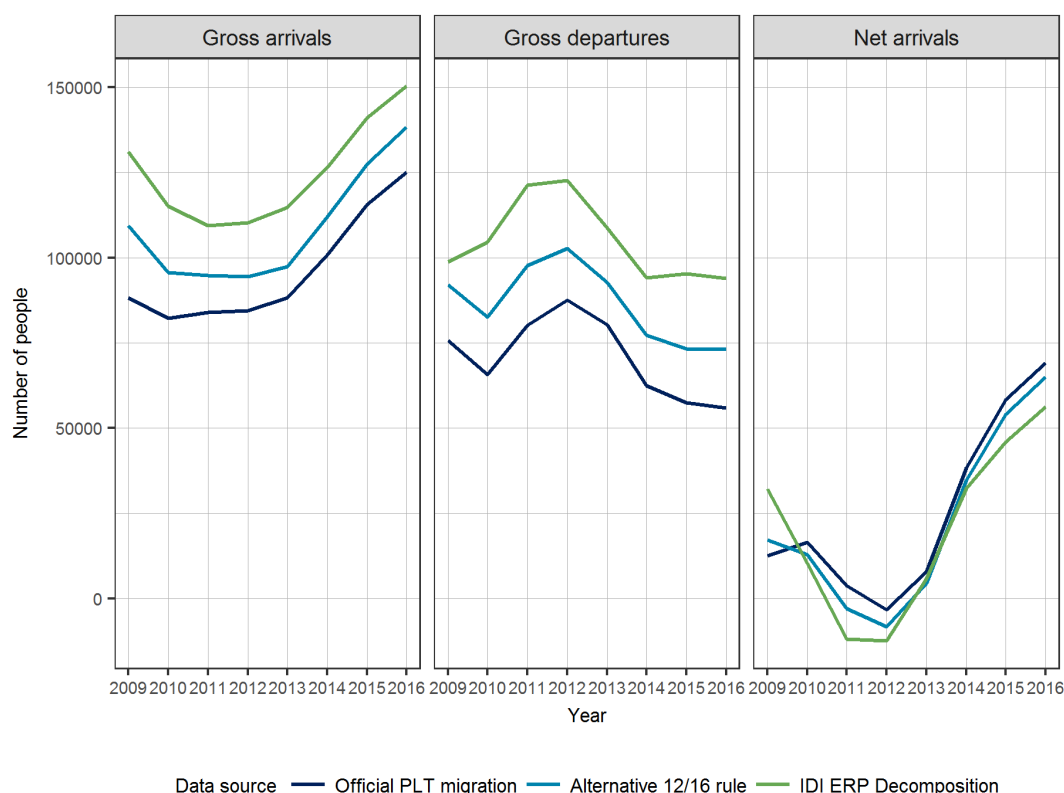 Gross arrivals Gross departures Net arrivals
150000
100000
50000
0
Number of people
2009 2010 2011 2012 2013 2014 2015 2016 2009 2010 2011 2012 2013 2014 2015 2016 2009 2010 2011 2012 2013 2014 2015 2016
Year
Data source Official PLT migration Alternative 12/16 rule IDI ERP Decomposition